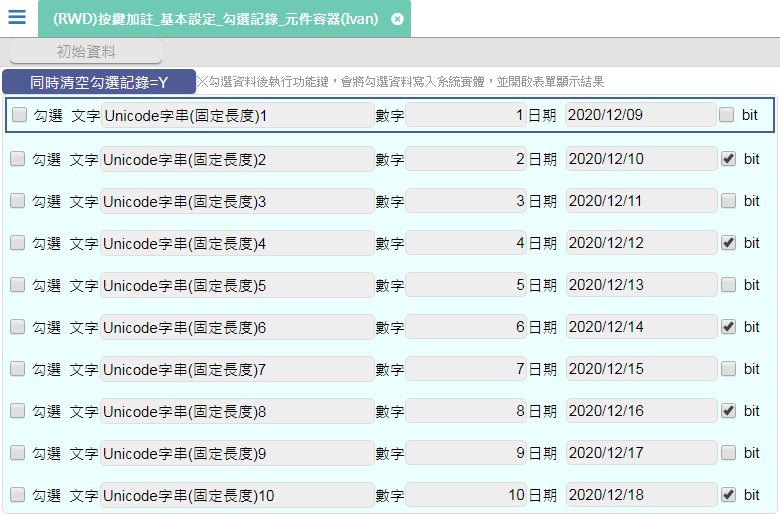 (RWD)按鍵加註_基本設定_勾選記錄_元件容器(Ivan)
初始資料
同時清空勾選記錄=Y ※勾選資料後執行功能鍵，會將勾選資料寫入系統實體，並開啟表單顯示結果
勾選 文字 Unicode字串(固定長度)1 數字 1 日期 2020/12/09 bit
勾選 文字 Unicode字串(固定長度)2 數字 2 日期 2020/12/10 bit
勾選 文字 Unicode字串(固定長度)3 數字 3 日期 2020/12/11 bit
勾選 文字 Unicode字串(固定長度)4 數字 4 日期 2020/12/12 bit
勾選 文字 Unicode字串(固定長度)5 數字 5 日期 2020/12/13 bit
勾選 文字 Unicode字串(固定長度)6 數字 6 日期 2020/12/14 bit
勾選 文字 Unicode字串(固定長度)7 數字 7 日期 2020/12/15 bit
勾選 文字 Unicode字串(固定長度)8 數字 8 日期 2020/12/16 bit
勾選 文字 Unicode字串(固定長度)9 數字 9 日期 2020/12/17 bit
勾選 文字 Unicode字串(固定長度)10 數字 10 日期 2020/12/18 bit